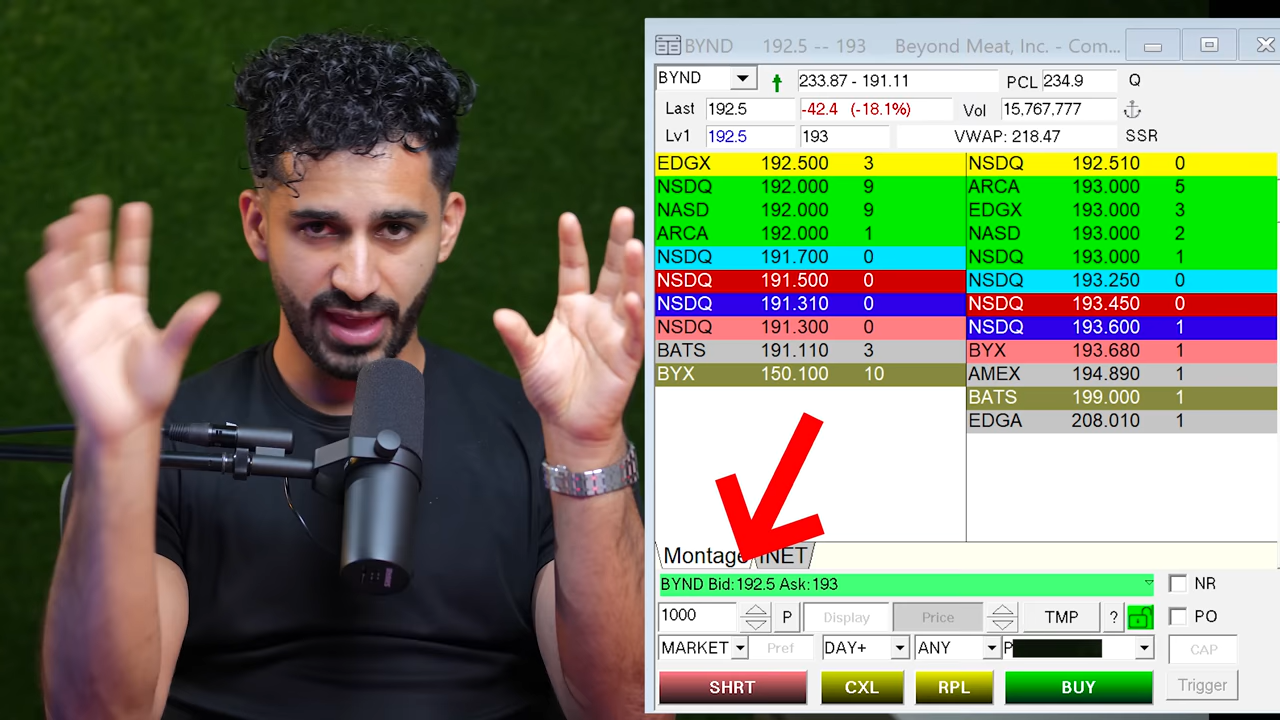 BYND 192.5 -- 193 Beyond Meat, Inc. - Com...
BYND 233.87 - 191.11 PCL 234.9 Q
Last 192.5 -42.4 (-18.1%) Vol 15,767,777
Lv1 192.5 193 VWAP: 218.47 SSR
EDGX 192.500 3 NSDQ 192.510 0
NSDQ 192.000 9 ARCA 193.000 5
NASD 192.000 9 EDGX 193.000 3
ARCA 192.000 1 NASD 193.000 2
NSDQ 191.700 0 NSDQ 193.000 1
NSDQ 191.500 0 NSDQ 193.250 0
NSDQ 191.310 0 NSDQ 193.450 0
NSDQ 191.300 0 NSDQ 193.600 1
BATS 191.110 3 BYX 193.680 1
BYX 150.100 10 AMEX 194.890 1
BATS 199.000 1
EDGA 208.010 1
Montage INET
BYND Bid:192.5 Ask:193 NR
1000 P Display Price TMP ? PO
MARKET Pref DAY+ ANY P CAP
SHRT CXL RPL BUY Trigger